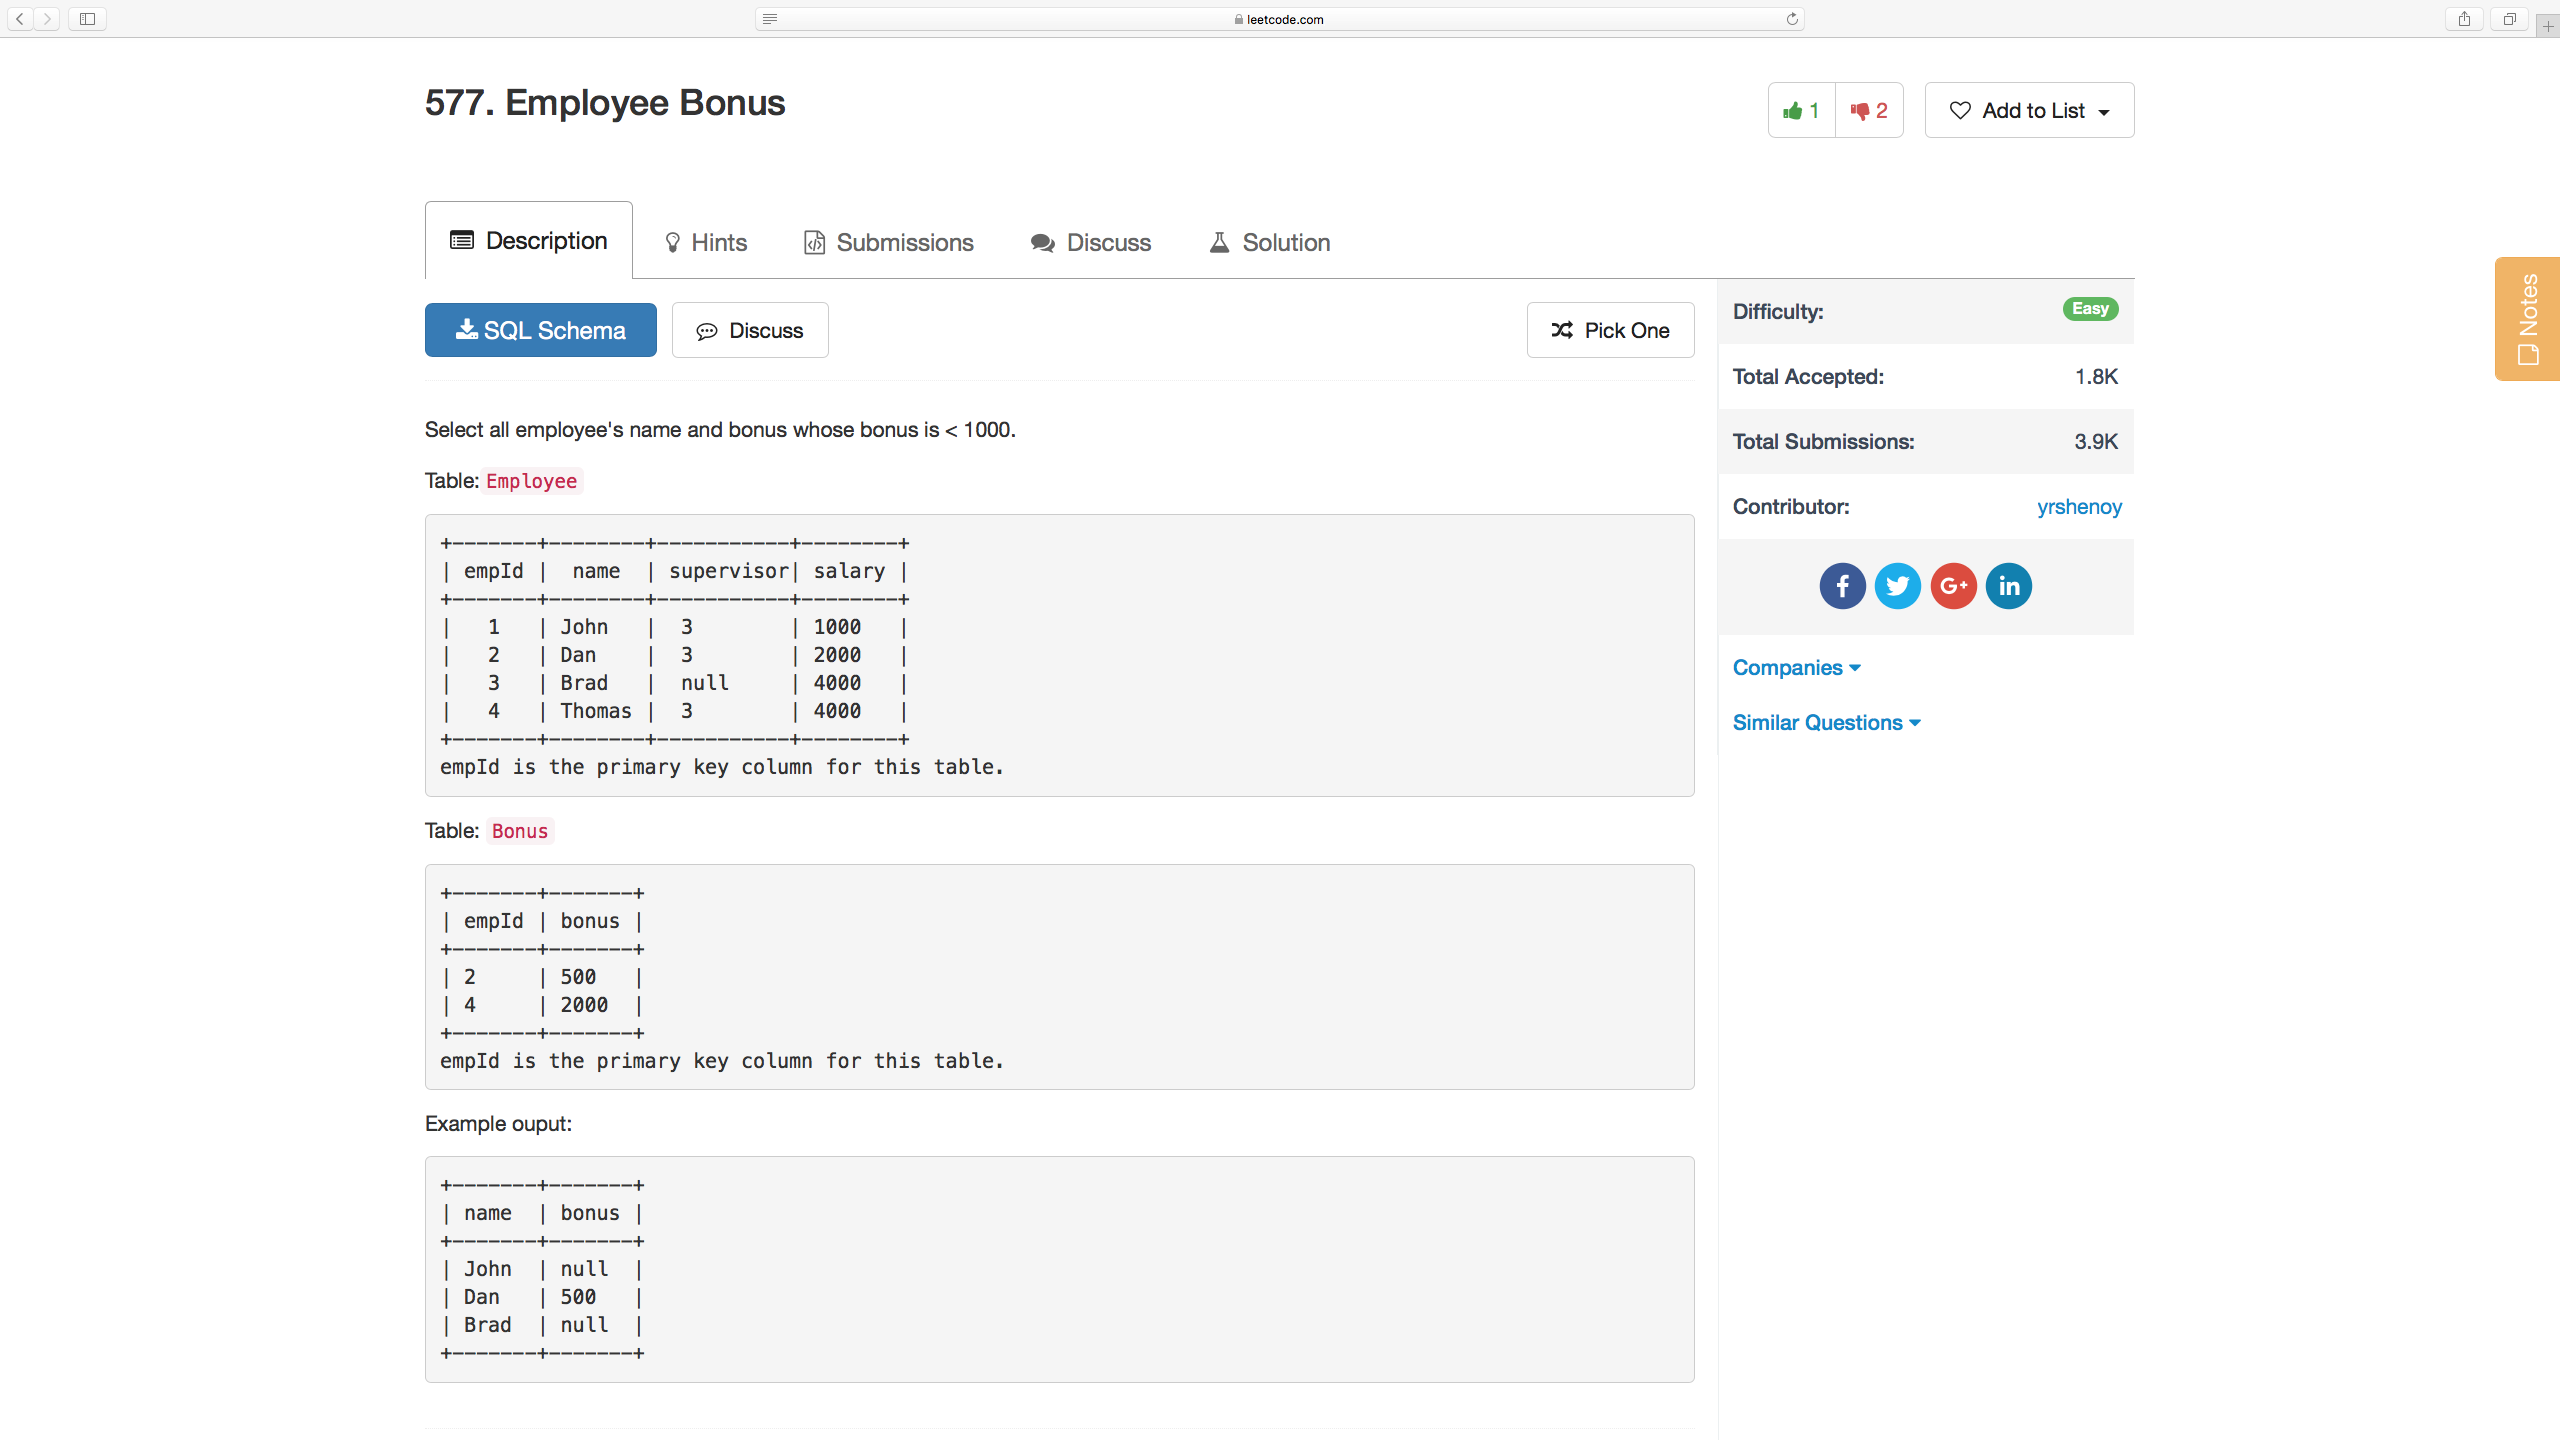 leetcode.com
577. Employee Bonus
1
2
Add to List
Description
Hints
Submissions
Discuss
Solution
SQL Schema
Discuss
Pick One
Select all employee's name and bonus whose bonus is < 1000.
Table: Employee
+-------+--------+-----------+--------+
| empId |  name  | supervisor| salary |
+-------+--------+-----------+--------+
|   1   | John   |  3        | 1000   |
|   2   | Dan    |  3        | 2000   |
|   3   | Brad   |  null     | 4000   |
|   4   | Thomas |  3        | 4000   |
+-------+--------+-----------+--------+
empId is the primary key column for this table.
Table: Bonus
+-------+-------+
| empId | bonus |
+-------+-------+
| 2     | 500   |
| 4     | 2000  |
+-------+-------+
empId is the primary key column for this table.
Example ouput:
+-------+-------+
| name  | bonus |
+-------+-------+
| John  | null  |
| Dan   | 500   |
| Brad  | null  |
+-------+-------+
Difficulty: Easy
Total Accepted: 1.8K
Total Submissions: 3.9K
Contributor: yrshenoy
f
G+
in
Companies
Similar Questions
Notes